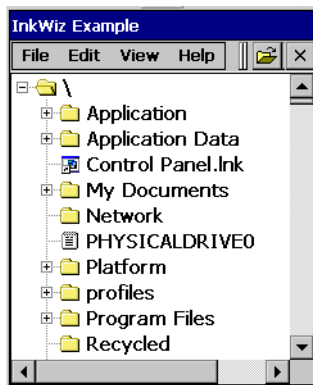 InkWiz Example
File Edit View Help
\
Application
Application Data
Control Panel.lnk
My Documents
Network
PHYSICALDRIVE0
Platform
profiles
Program Files
Recycled